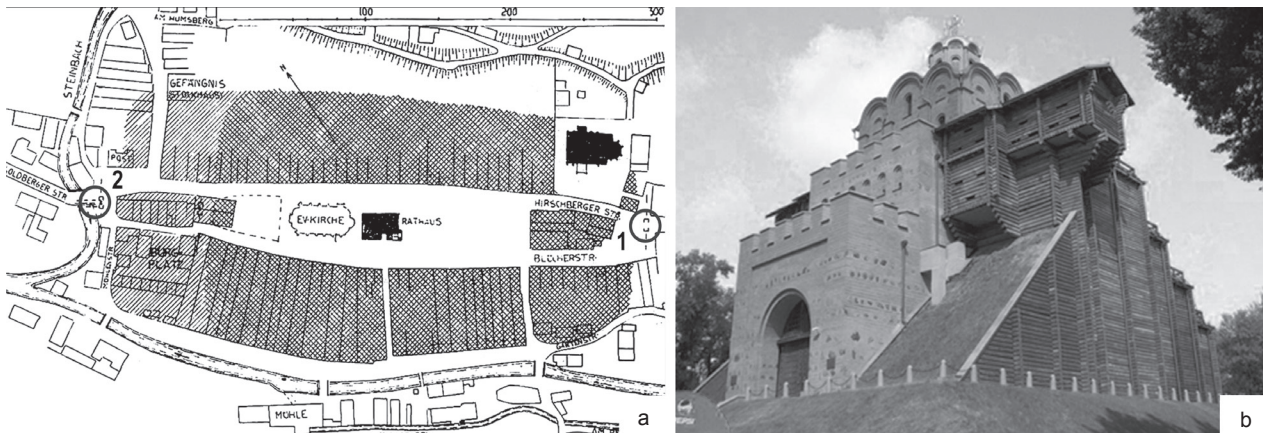 AM HUMSBERG
100
200
300
STEINBACH
GEFÄNGNIS
N
POST
GOLDBERGER STR.
2
8
HIRSCHBERGER STR.
EV. KIRCHE
RATHAUS
1
BURG-
PLATZ
BLÜCHERSTR.
MÜHLE
a
b